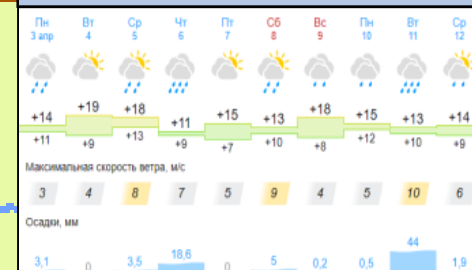 Пн Вт Ср Чт Пт Сб Вс Пн Вт Ср
3 апр 4 5 6 7 8 9 10 11 12
+14 +19 +18 +11 +15 +13 +18 +15 +13 +14
+11 +9 +13 +9 +7 +10 +8 +12 +10 +9
Максимальная скорость ветра, м/с
3 4 8 7 5 9 4 5 10 6
Осадки, мм
3,1 0 3,5 18,6 0 5 0,2 0,5 44 1,9